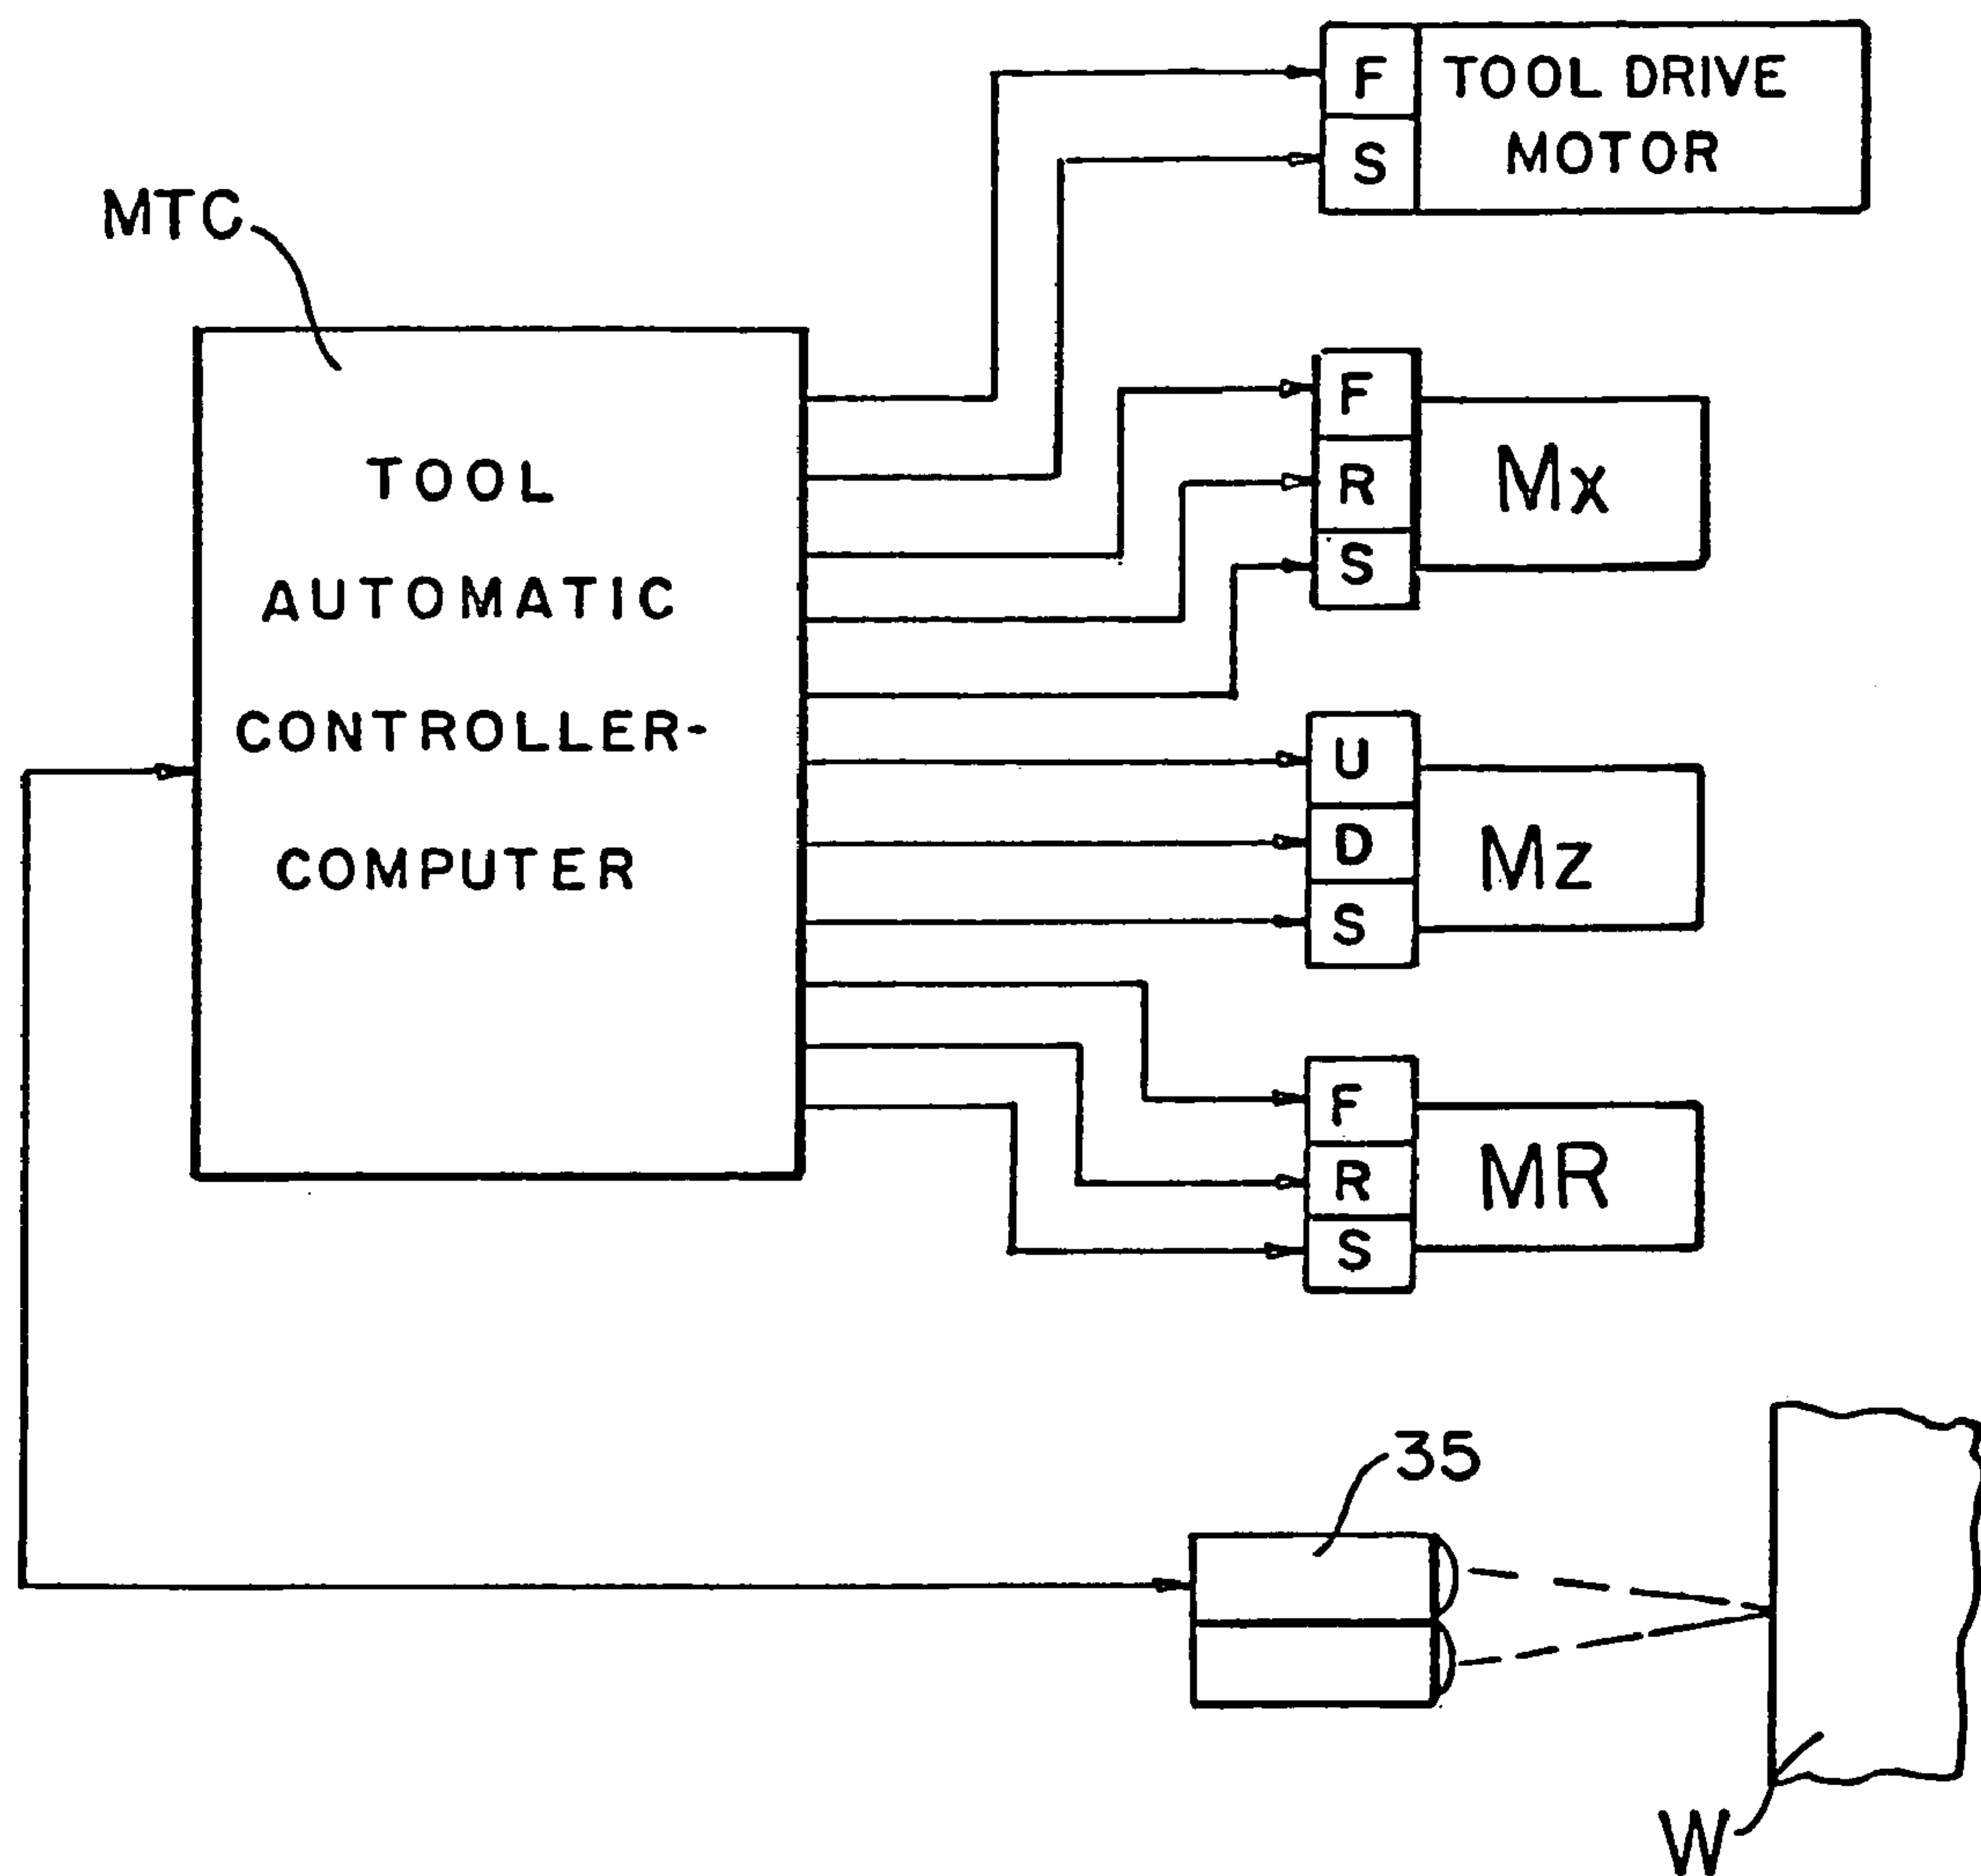 F
TOOL DRIVE
S
MOTOR
MTC
TOOL
AUTOMATIC
CONTROLLER-
COMPUTER
F
R
S
Mx
U
D
S
Mz
F
R
S
MR
35
W